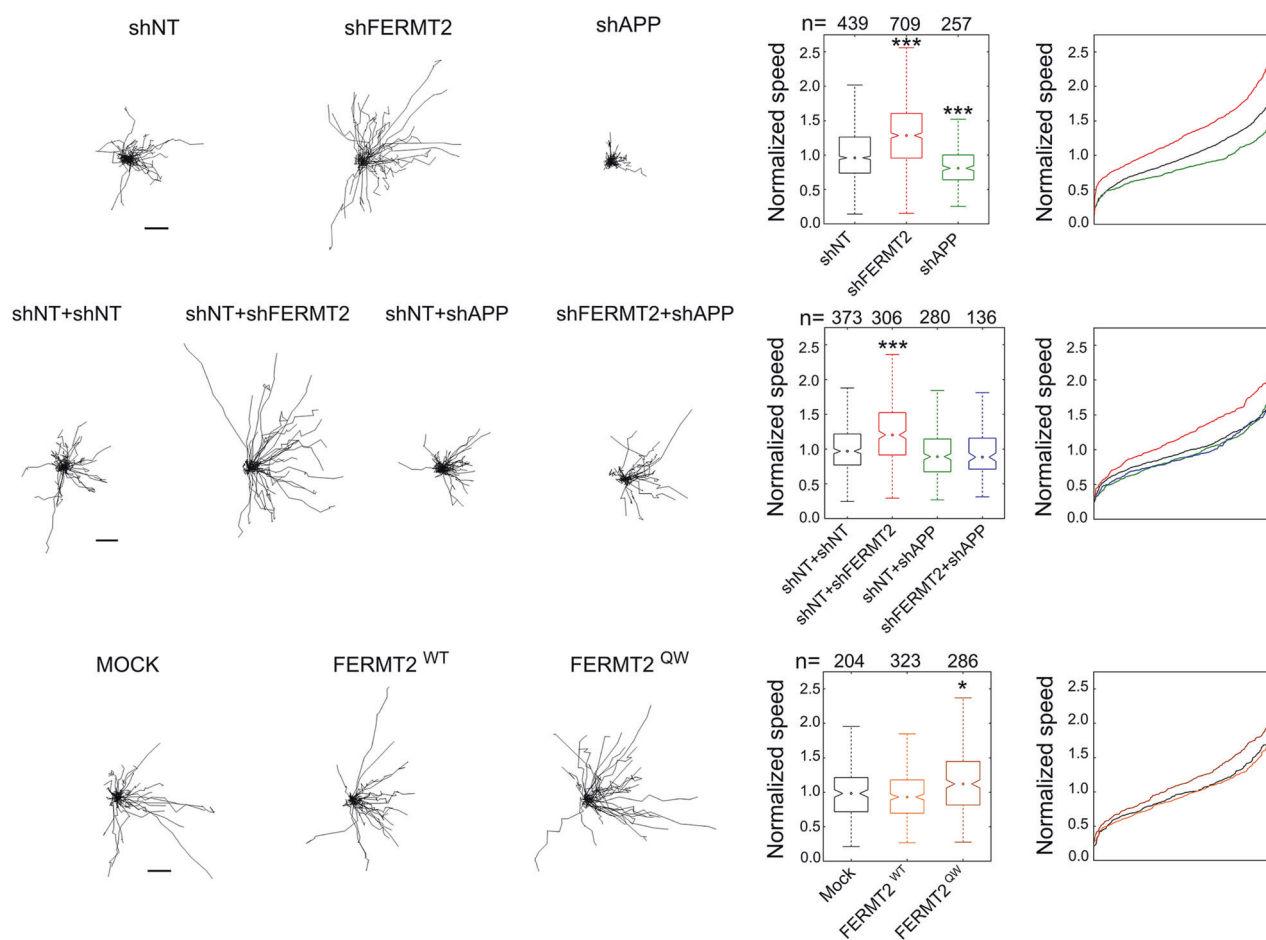 shNT shFERMT2 shAPP
n= 439 709 257
*** ***
Normalized speed
2.5
2.0
1.5
1.0
0.5
0.0
shNT shFERMT2 shAPP
Normalized speed
2.5
2.0
1.5
1.0
0.5
0.0
shNT+shNT shNT+shFERMT2 shNT+shAPP shFERMT2+shAPP
n= 373 306 280 136
***
Normalized speed
2.5
2.0
1.5
1.0
0.5
0.0
shNT+shNT shNT+shFERMT2 shNT+shAPP shFERMT2+shAPP
Normalized speed
2.5
2.0
1.5
1.0
0.5
0.0
MOCK FERMT2 WT FERMT2 QW
n= 204 323 286
*
Normalized speed
2.5
2.0
1.5
1.0
0.5
0.0
Mock FERMT2 WT FERMT2 QW
Normalized speed
2.5
2.0
1.5
1.0
0.5
0.0